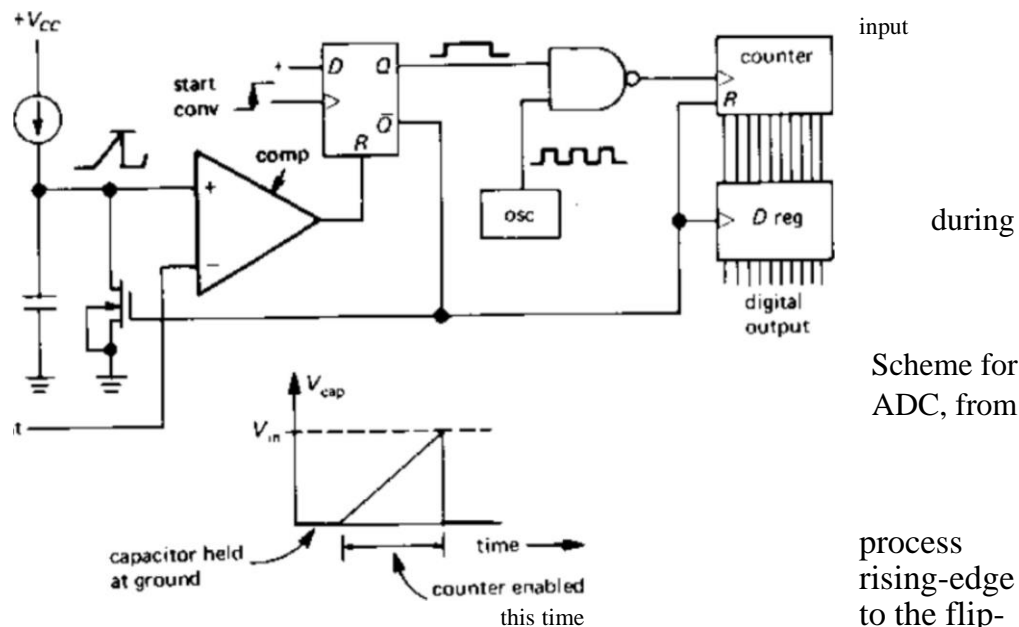 +VCC
input
counter
+
D
Q
start
conv
R
Q̅
R
comp
+
−
osc
D reg
during
digital
output
Scheme for
Vcap
ADC, from
Vin
t
capacitor held
at ground
time
process
counter enabled
rising-edge
this time
to the flip-